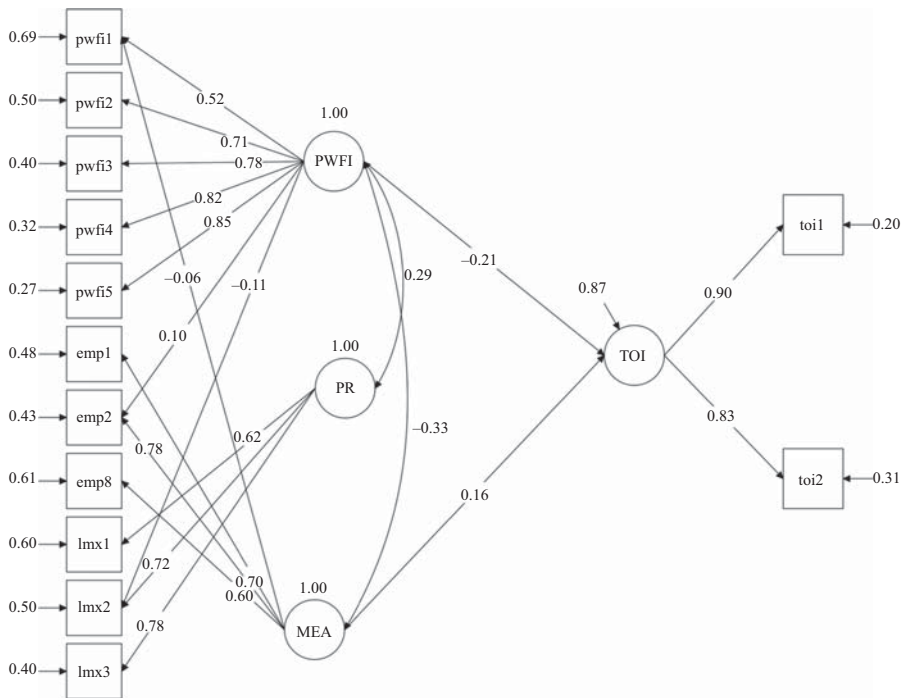 0.69 pwfi1
0.50 pwfi2
0.40 pwfi3
0.32 pwfi4
0.27 pwfi5
0.48 emp1
0.43 emp2
0.61 emp8
0.60 lmx1
0.50 lmx2
0.40 lmx3
0.52
0.71
0.78
0.82
0.85
–0.06
–0.11
0.10
0.78
0.62
0.72
0.70
0.60
0.78
1.00
PWFI
1.00
PR
1.00
MEA
0.29
–0.33
–0.21
0.16
0.87
TOI
0.90
0.83
toi1 0.20
toi2 0.31